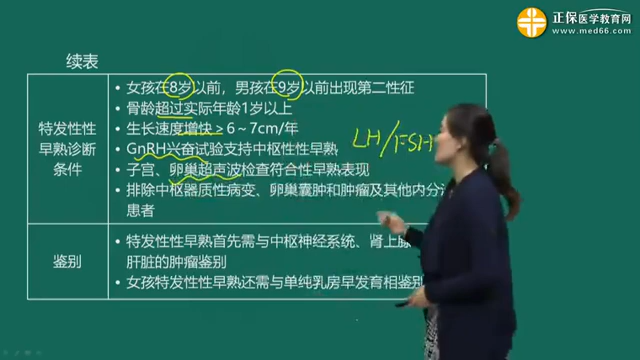 正保医学教育网
www.med66.com
续表
特发性性早熟诊断条件
• 女孩在8岁以前，男孩在9岁以前出现第二性征
• 骨龄超过实际年龄1岁以上
• 生长速度增快≥6～7cm/年
• GnRH兴奋试验支持中枢性性早熟
• 子宫、卵巢超声波检查符合性早熟表现
• 排除中枢器质性病变、卵巢囊肿和肿瘤及其他内分
患者
LH/FSH
鉴别
• 特发性性早熟首先需与中枢神经系统、肾上腺
肝脏的肿瘤鉴别
• 女孩特发性性早熟还需与单纯乳房早发育相鉴别